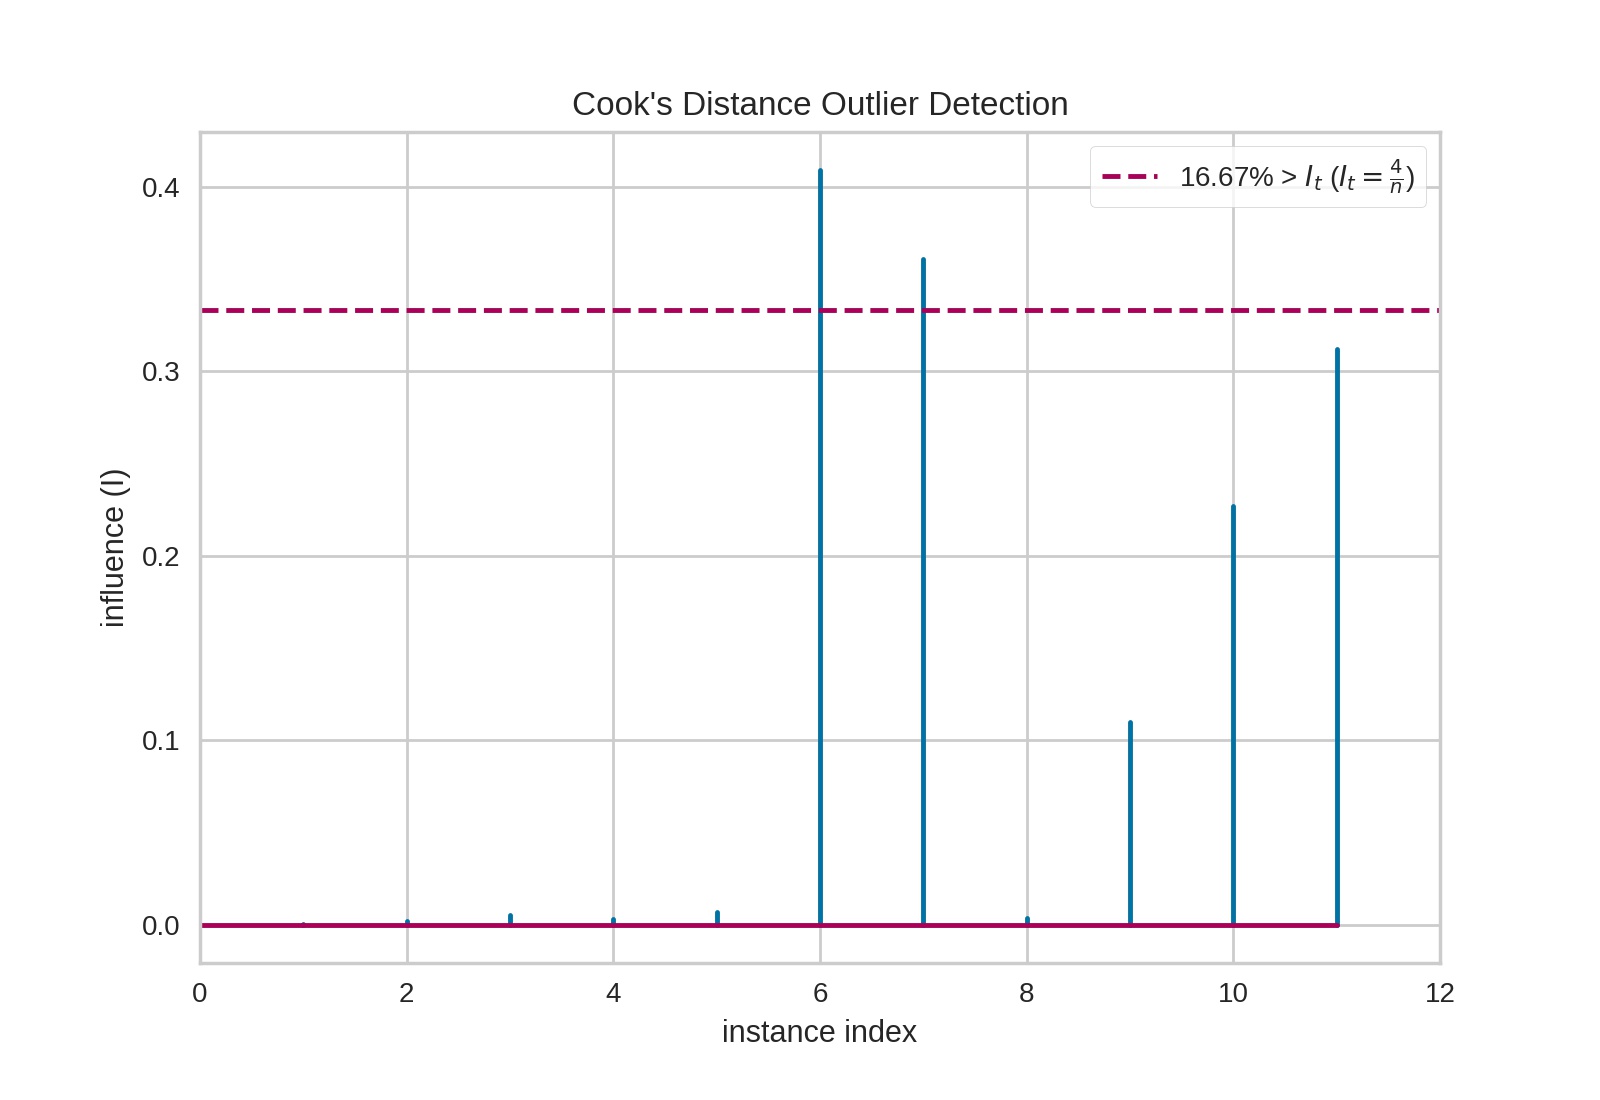 Cook's Distance Outlier Detection
16.67% > I_t (I_t = 4/n)
0.4
0.3
0.2
0.1
0.0
influence (I)
0 2 4 6 8 10 12
instance index